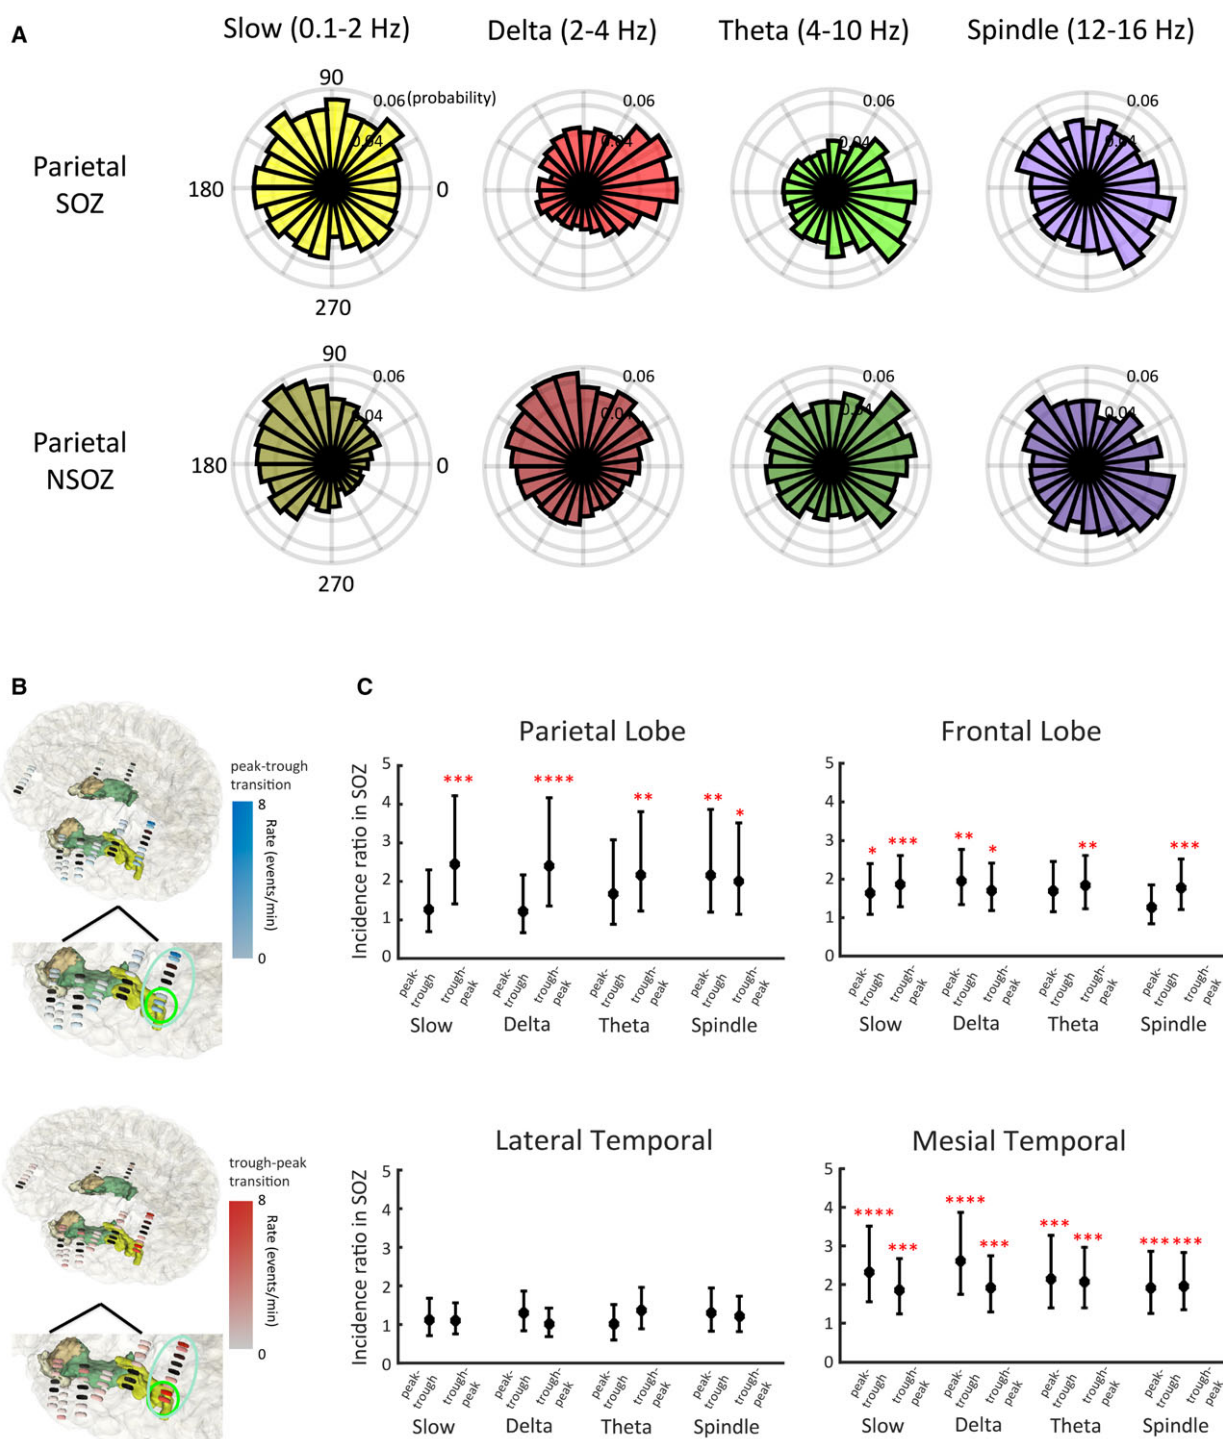 A
Slow (0.1-2 Hz)
Delta (2-4 Hz)
Theta (4-10 Hz)
Spindle (12-16 Hz)
Parietal
SOZ
90
0.06
(probability)
0.04
180
0
270
0.06
0.04
0.06
0.04
0.06
0.04
Parietal
NSOZ
90
0.06
0.04
180
0
270
0.06
0.04
0.06
0.04
0.06
0.04
B
peak-trough
transition
8
Rate (events/min)
0
trough-peak
transition
8
Rate (events/min)
0
C
Parietal Lobe
Incidence ratio in SOZ
5
4
3
2
1
0
***
****
**
**
*
peak-
trough
trough-
peak
peak-
trough
trough-
peak
peak-
trough
trough-
peak
peak-
trough
trough-
peak
Slow
Delta
Theta
Spindle
Frontal Lobe
5
4
3
2
1
0
*
***
**
*
**
***
peak-
trough
trough-
peak
peak-
trough
trough-
peak
peak-
trough
trough-
peak
peak-
trough
trough-
peak
Slow
Delta
Theta
Spindle
Lateral Temporal
Incidence ratio in SOZ
5
4
3
2
1
0
peak-
trough
trough-
peak
peak-
trough
trough-
peak
peak-
trough
trough-
peak
peak-
trough
trough-
peak
Slow
Delta
Theta
Spindle
Mesial Temporal
5
4
3
2
1
0
****
***
****
***
***
***
***
***
peak-
trough
trough-
peak
peak-
trough
trough-
peak
peak-
trough
trough-
peak
peak-
trough
trough-
peak
Slow
Delta
Theta
Spindle